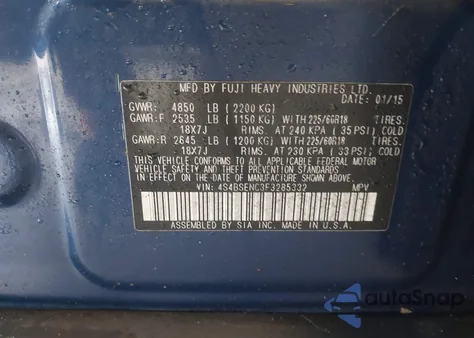 MFD BY FUJI HEAVY INDUSTRIES LTD.
DATE: 01/15
GVWR: 4850 LB (2200 KG)
GAWR:F 2535 LB (1150 KG) WITH 225/60R18 TIRES.
18X7J RIMS. AT 240 KPA (35 PSI) COLD
GAWR:R 2645 LB (1200 KG) WITH 225/60R18 TIRES.
18X7J RIMS. AT 230 KPA (33 PSI) COLD
THIS VEHICLE CONFORMS TO ALL APPLICABLE FEDERAL MOTOR
VEHICLE SAFETY AND THEFT PREVENTION STANDARDS
IN EFFECT ON THE DATE OF MANUFACTURE SHOWN ABOVE.
VIN: 4S4BSENC3F3285332 MPV
ASSEMBLED BY SIA INC. MADE IN U.S.A.
autoSnap